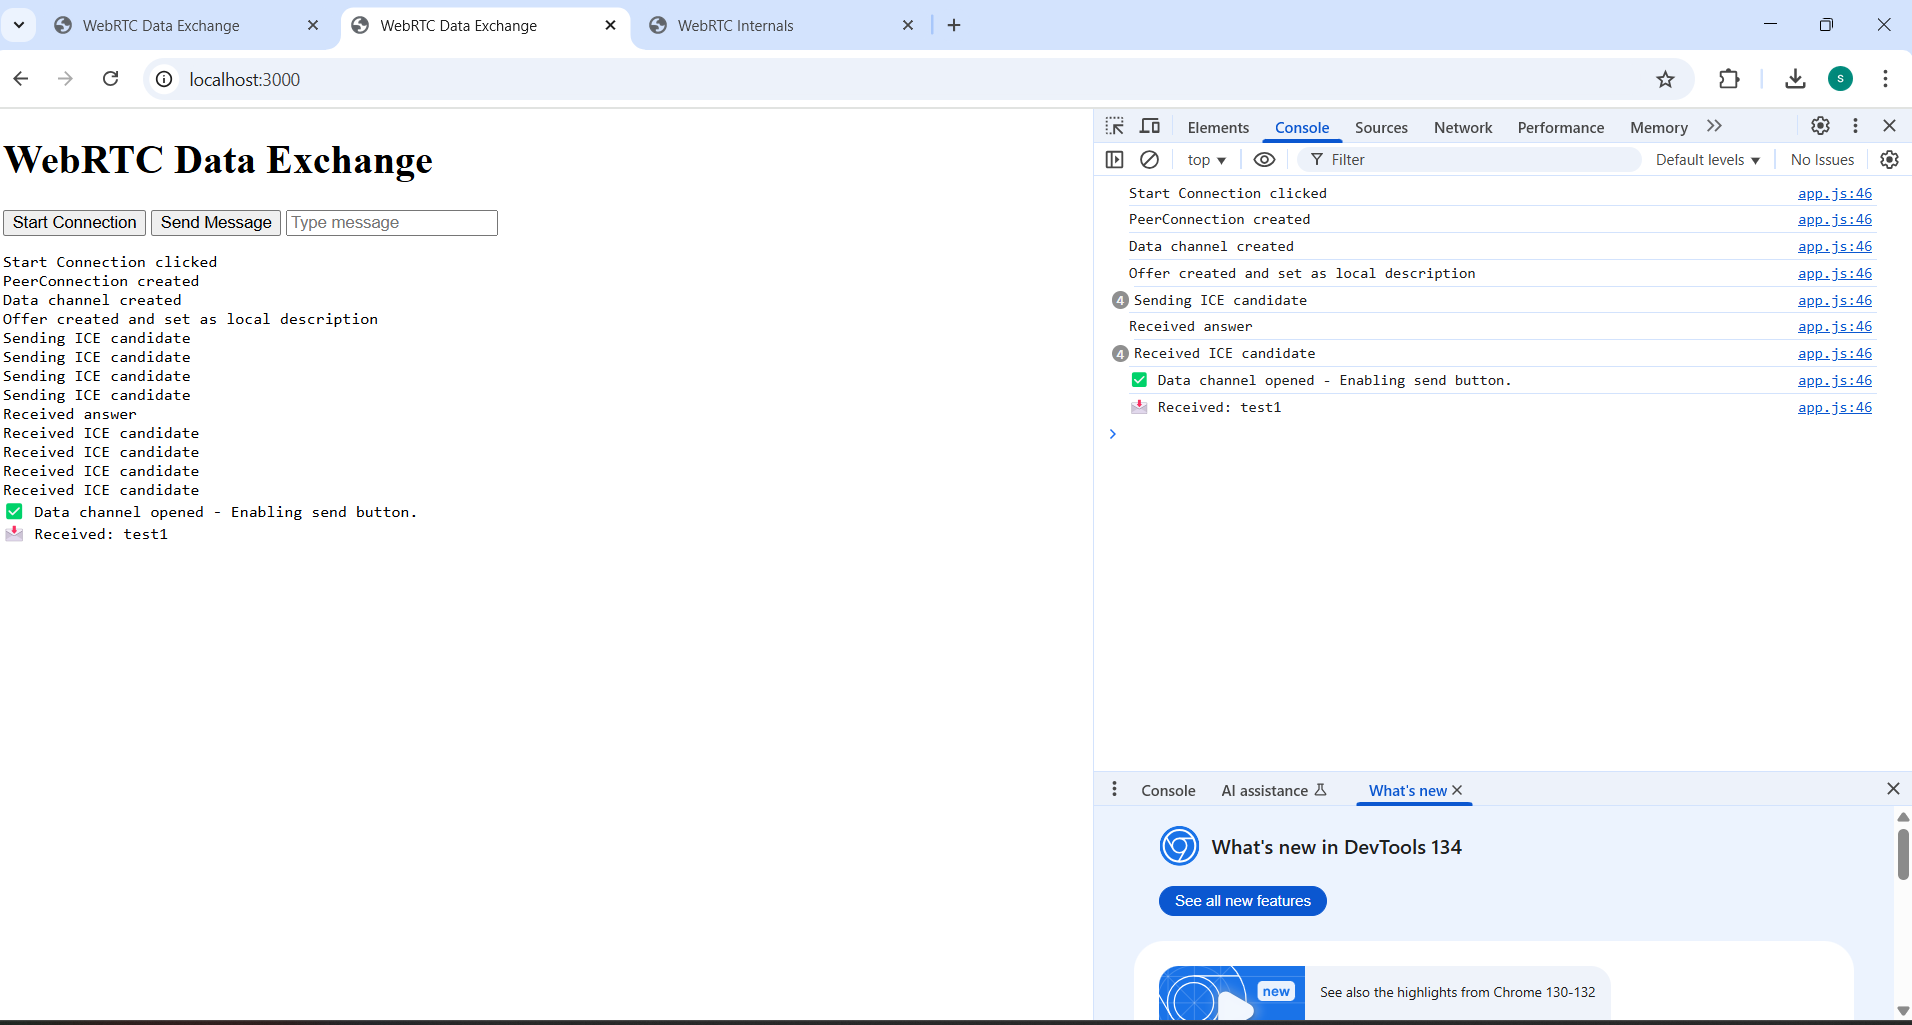 WebRTC Data Exchange
WebRTC Data Exchange
WebRTC Internals
localhost:3000
S
WebRTC Data Exchange
Start Connection
Send Message
Type message
Start Connection clicked
PeerConnection created
Data channel created
Offer created and set as local description
Sending ICE candidate
Sending ICE candidate
Sending ICE candidate
Sending ICE candidate
Received answer
Received ICE candidate
Received ICE candidate
Received ICE candidate
Received ICE candidate
✅ Data channel opened - Enabling send button.
📩 Received: test1
Elements Console Sources Network Performance Memory
top Filter Default levels No Issues
Start Connection clicked app.js:46
PeerConnection created app.js:46
Data channel created app.js:46
Offer created and set as local description app.js:46
4 Sending ICE candidate app.js:46
Received answer app.js:46
4 Received ICE candidate app.js:46
✅ Data channel opened - Enabling send button. app.js:46
📩 Received: test1 app.js:46
Console AI assistance What's new
What's new in DevTools 134
See all new features
new
See also the highlights from Chrome 130-132